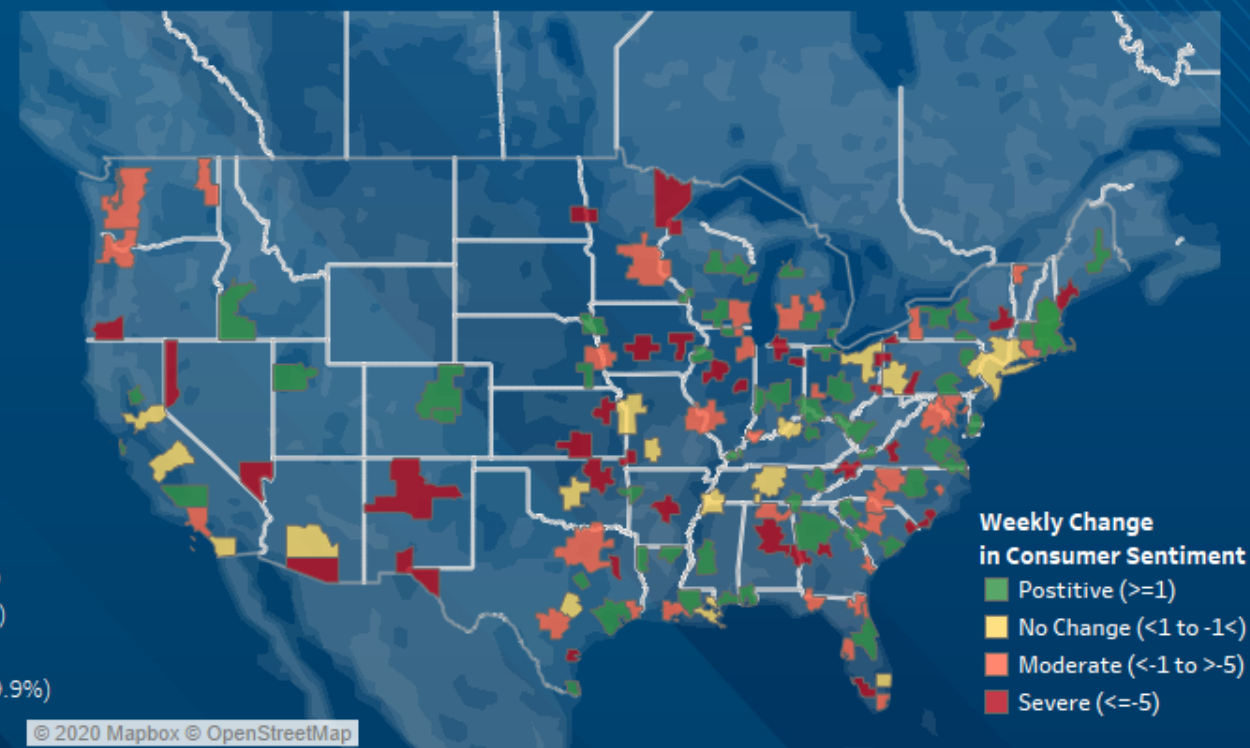 Weekly Change
in Consumer Sentiment
Postitive (>=1)
No Change (<1 to -1<)
Moderate (<-1 to >-5)
Severe (<=-5)
)
.9%)
© 2020 Mapbox © OpenStreetMap